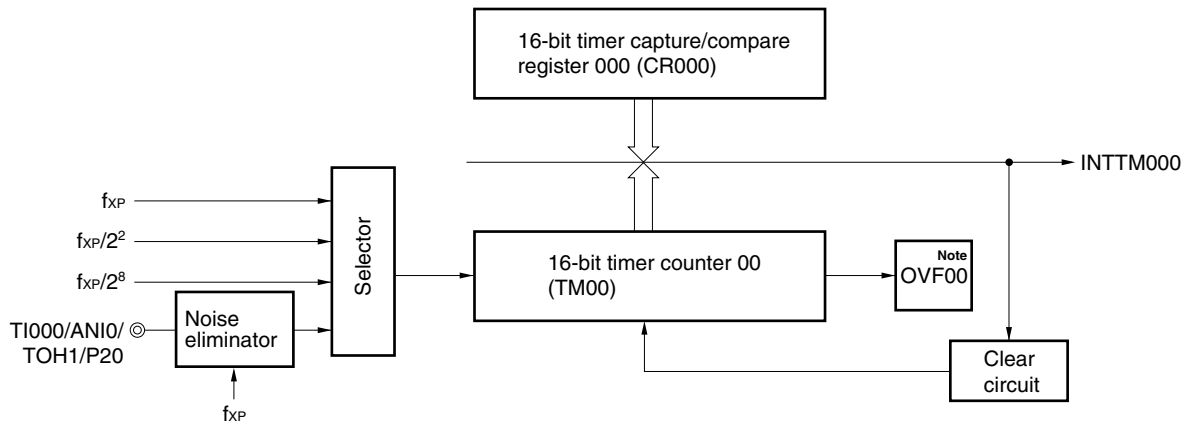 16-bit timer capture/compare
register 000 (CR000)
INTTM000
fXP
fXP/2²
fXP/2⁸
Selector
16-bit timer counter 00
(TM00)
Note
OVF00
TI000/ANI0/
TOH1/P20
Noise
eliminator
Clear
circuit
fXP